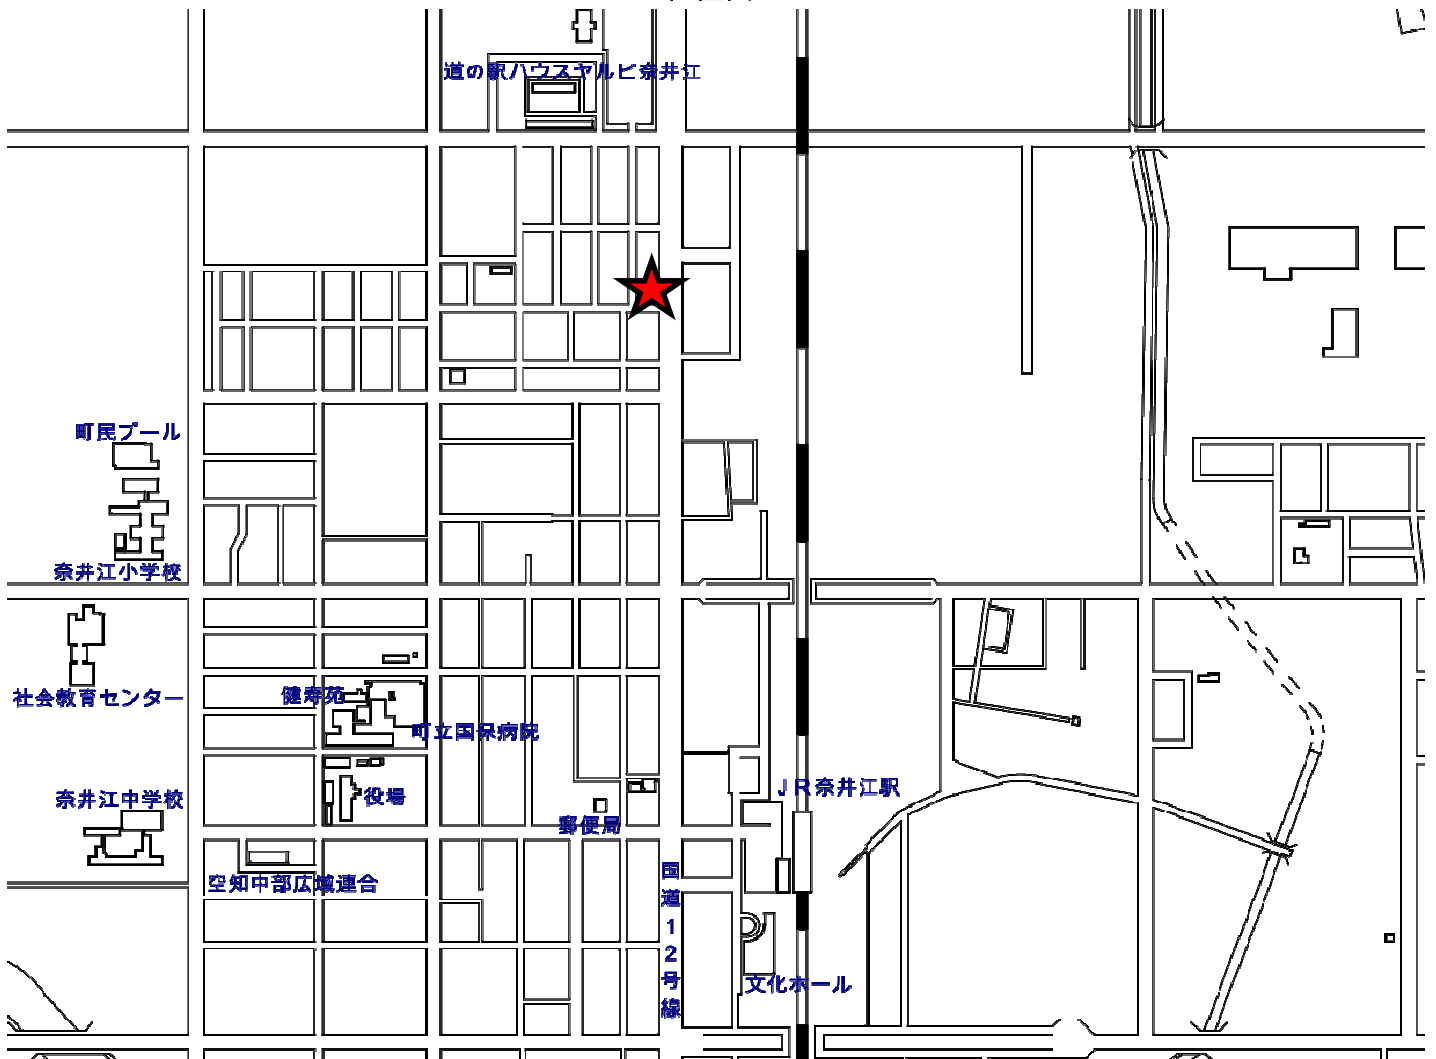 道の駅ハウスヤルビ奈井江
町民プール
奈井江小学校
社会教育センター
健寿苑
町立国保病院
JR奈井江駅
役場
奈井江中学校
郵便局
空知中部広域連合
国道12号線
文化ホール